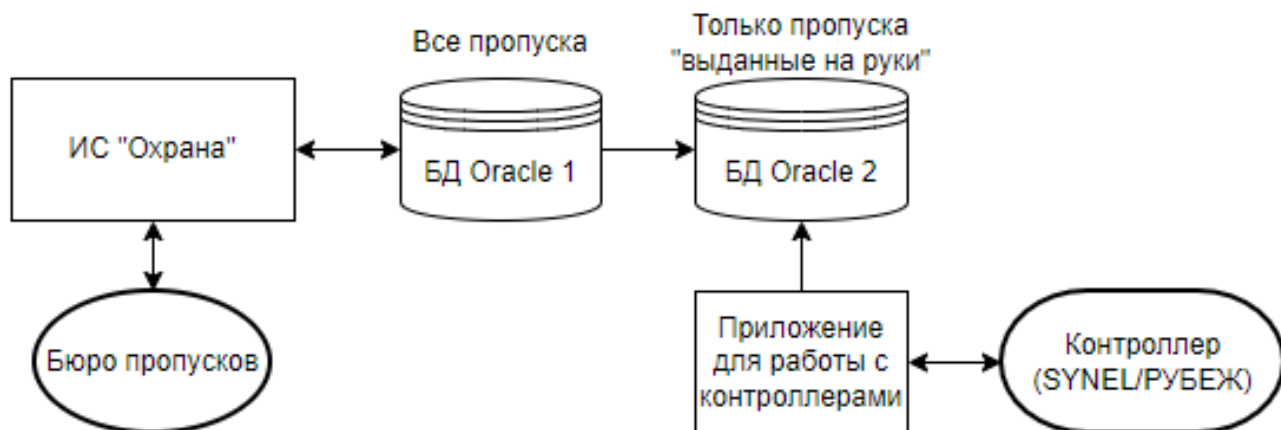 Все пропуска
Только пропуска
"выданные на руки"
ИС "Охрана"
БД Oracle 1
БД Oracle 2
Бюро пропусков
Приложение
для работы с
контроллерами
Контроллер
(SYNEL/РУБЕЖ)